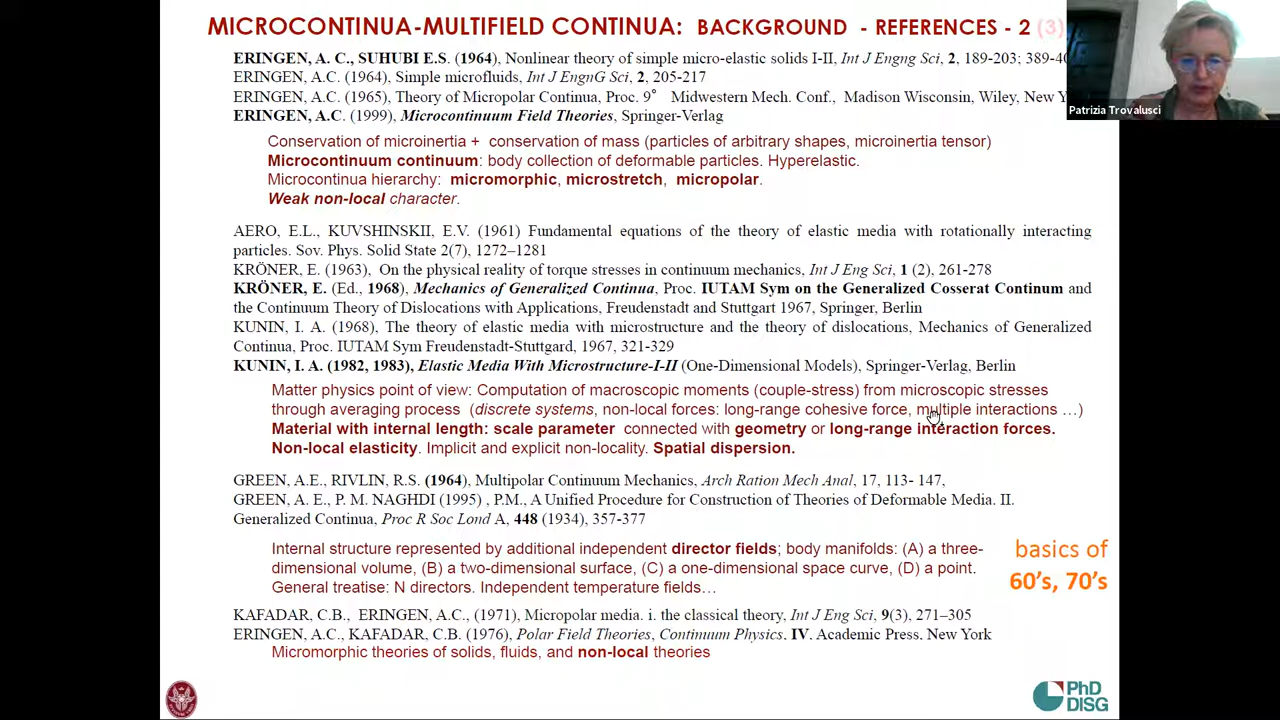 MICROCONTINUA-MULTIFIELD CONTINUA: BACKGROUND - REFERENCES - 2 (3)
ERINGEN, A. C., SUHUBI E.S. (1964), Nonlinear theory of simple micro-elastic solids I-II, Int J Engng Sci, 2, 189-203; 389-40
ERINGEN, A.C. (1964), Simple microfluids, Int J EngnG Sci, 2, 205-217
ERINGEN, A.C. (1965), Theory of Micropolar Continua, Proc. 9° Midwestern Mech. Conf., Madison Wisconsin, Wiley, New Y
ERINGEN, A.C. (1999), Microcontinuum Field Theories, Springer-Verlag
Patrizia Trovalusci
Conservation of microinertia + conservation of mass (particles of arbitrary shapes, microinertia tensor)
Microcontinuum continuum: body collection of deformable particles. Hyperelastic.
Microcontinua hierarchy: micromorphic, microstretch, micropolar.
Weak non-local character.
AERO, E.L., KUVSHINSKII, E.V. (1961) Fundamental equations of the theory of elastic media with rotationally interacting
particles. Sov. Phys. Solid State 2(7), 1272–1281
KRÖNER, E. (1963), On the physical reality of torque stresses in continuum mechanics, Int J Eng Sci, 1 (2), 261-278
KRÖNER, E. (Ed., 1968), Mechanics of Generalized Continua, Proc. IUTAM Sym on the Generalized Cosserat Continum and
the Continuum Theory of Dislocations with Applications, Freudenstadt and Stuttgart 1967, Springer, Berlin
KUNIN, I. A. (1968), The theory of elastic media with microstructure and the theory of dislocations, Mechanics of Generalized
Continua, Proc. IUTAM Sym Freudenstadt-Stuttgart, 1967, 321-329
KUNIN, I. A. (1982, 1983), Elastic Media With Microstructure-I-II (One-Dimensional Models), Springer-Verlag, Berlin
Matter physics point of view: Computation of macroscopic moments (couple-stress) from microscopic stresses
through averaging process (discrete systems, non-local forces: long-range cohesive force, multiple interactions …)
Material with internal length: scale parameter connected with geometry or long-range interaction forces.
Non-local elasticity. Implicit and explicit non-locality. Spatial dispersion.
GREEN, A.E., RIVLIN, R.S. (1964), Multipolar Continuum Mechanics, Arch Ration Mech Anal, 17, 113- 147,
GREEN, A. E., P. M. NAGHDI (1995) , P.M., A Unified Procedure for Construction of Theories of Deformable Media. II.
Generalized Continua, Proc R Soc Lond A, 448 (1934), 357-377
Internal structure represented by additional independent director fields; body manifolds: (A) a three-
dimensional volume, (B) a two-dimensional surface, (C) a one-dimensional space curve, (D) a point.
General treatise: N directors. Independent temperature fields…
basics of
60's, 70's
KAFADAR, C.B., ERINGEN, A.C., (1971), Micropolar media. i. the classical theory, Int J Eng Sci, 9(3), 271–305
ERINGEN, A.C., KAFADAR, C.B. (1976), Polar Field Theories, Continuum Physics, IV. Academic Press, New York
Micromorphic theories of solids, fluids, and non-local theories
PhD
DISG